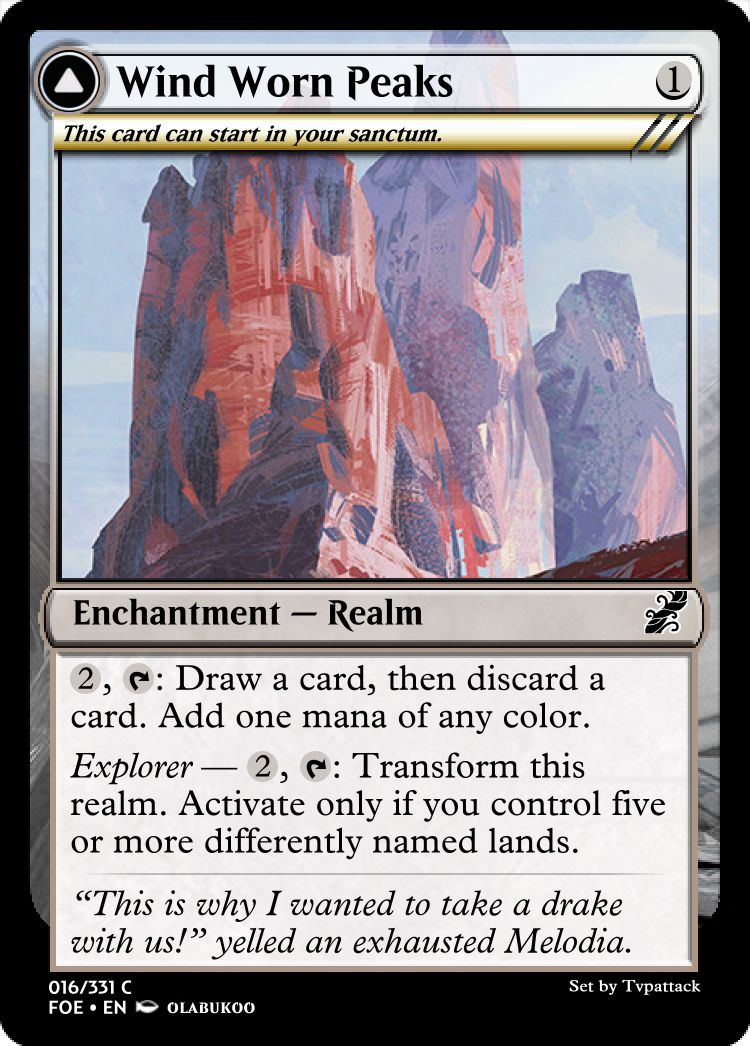 Wind Worn Peaks 1
This card can start in your sanctum.
Enchantment — Realm
2, : Draw a card, then discard a
card. Add one mana of any color.
Explorer — 2, : Transform this
realm. Activate only if you control five
or more differently named lands.
“This is why I wanted to take a drake
with us!” yelled an exhausted Melodia.
016/331 C
Set by Tvpattack
FOE • EN OLABUKOO